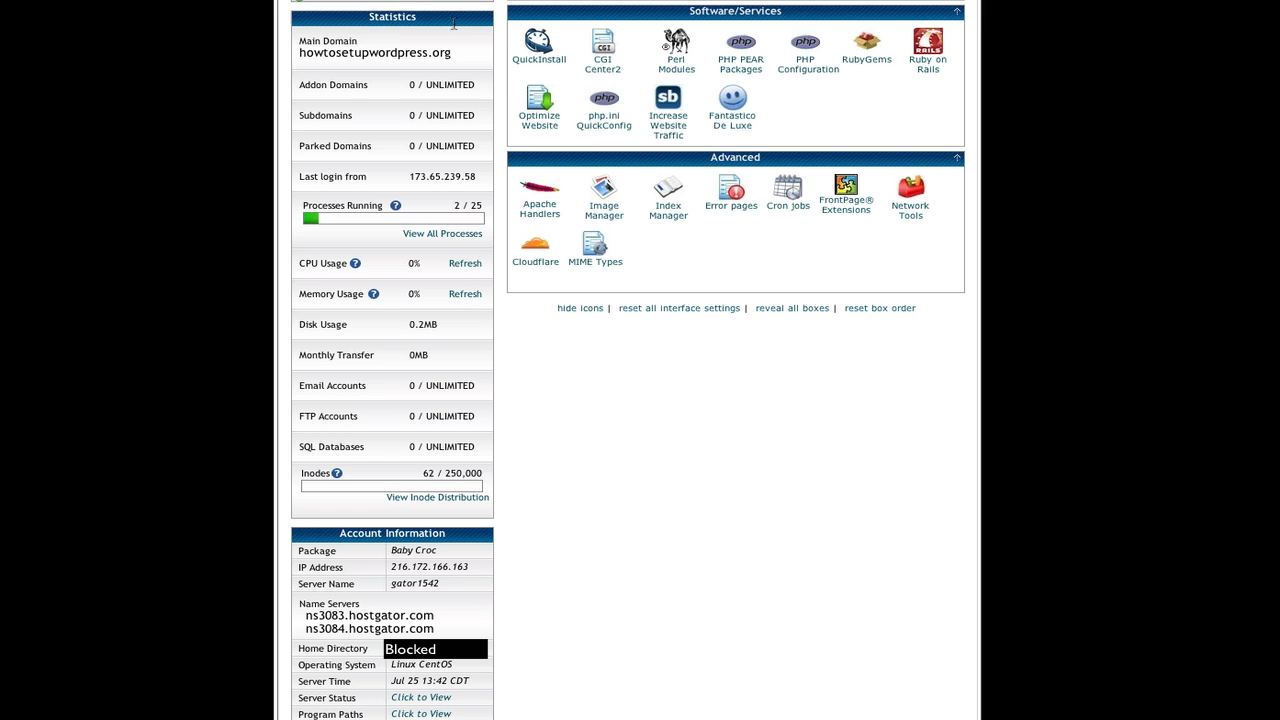 Statistics
Main Domain
howtosetupwordpress.org
Addon Domains 0 / UNLIMITED
Subdomains 0 / UNLIMITED
Parked Domains 0 / UNLIMITED
Last login from 173.65.239.58
Processes Running ? 2 / 25
View All Processes
CPU Usage ? 0% Refresh
Memory Usage ? 0% Refresh
Disk Usage 0.2MB
Monthly Transfer 0MB
Email Accounts 0 / UNLIMITED
FTP Accounts 0 / UNLIMITED
SQL Databases 0 / UNLIMITED
Inodes ? 62 / 250,000
View Inode Distribution
Account Information
Package Baby Croc
IP Address 216.172.166.163
Server Name gator1542
Name Servers
ns3083.hostgator.com
ns3084.hostgator.com
Home Directory Blocked
Operating System Linux CentOS
Server Time Jul 25 13:42 CDT
Server Status Click to View
Program Paths Click to View
Software/Services
CGI
php
php
RAILS
QuickInstall
CGI
Center2
Perl
Modules
PHP PEAR
Packages
PHP
Configuration
RubyGems
Ruby on
Rails
php
sb
Optimize
Website
php.ini
QuickConfig
Increase
Website
Traffic
Fantastico
De Luxe
Advanced
Apache
Handlers
Image
Manager
Index
Manager
Error pages
Cron jobs
FrontPage®
Extensions
Network
Tools
Cloudflare
MIME Types
hide icons | reset all interface settings | reveal all boxes | reset box order